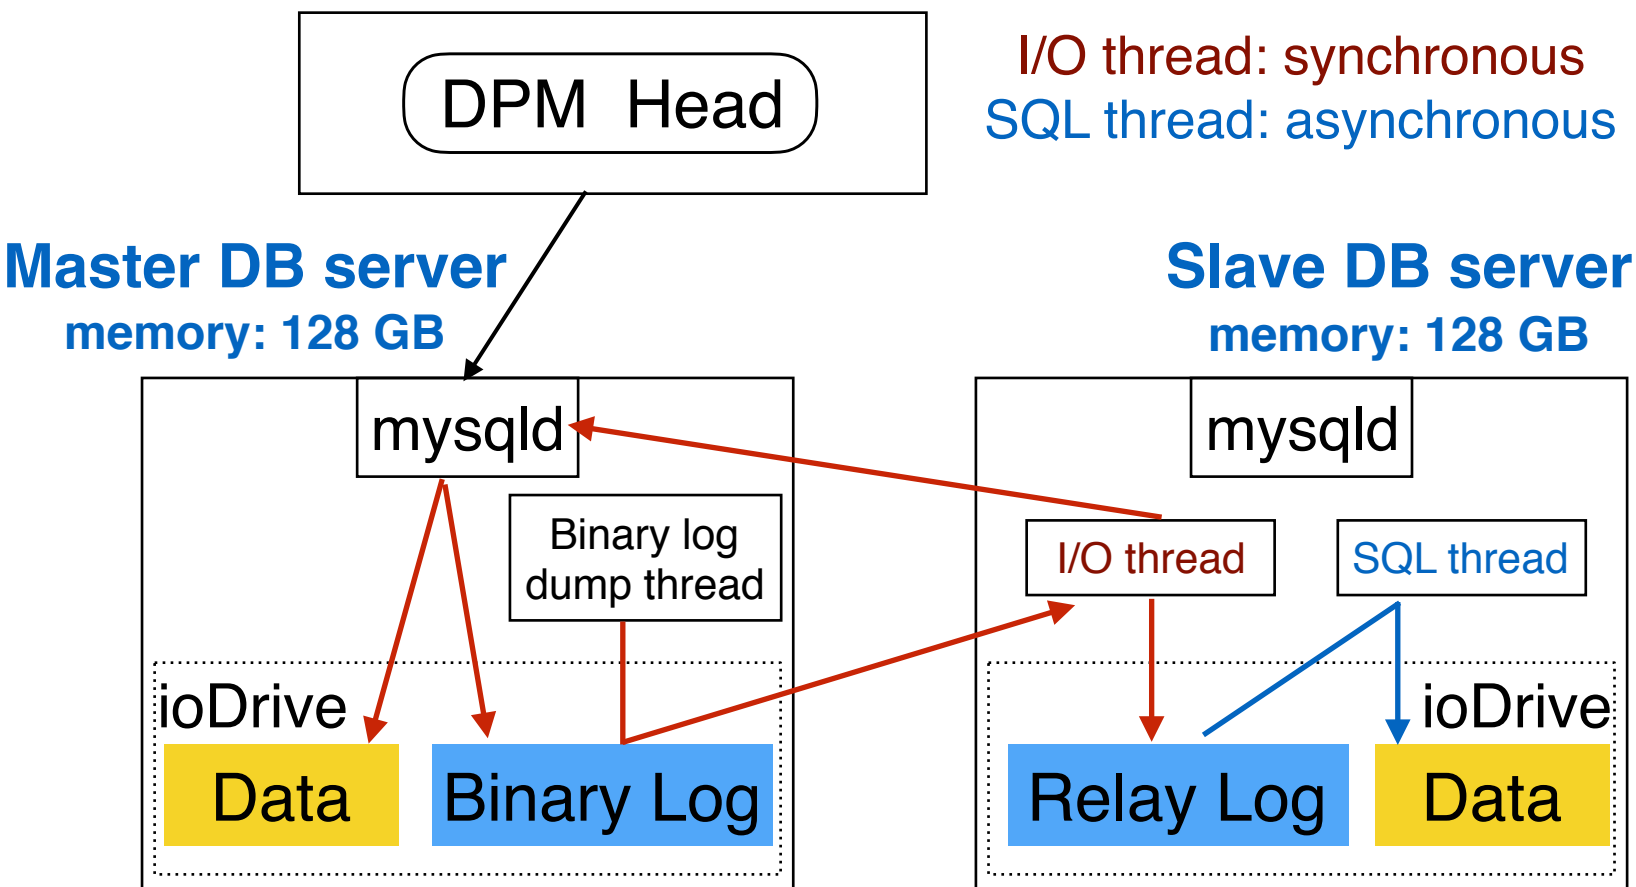 DPM  Head
I/O thread: synchronous
SQL thread: asynchronous
Master DB server
memory: 128 GB
Slave DB server
memory: 128 GB
mysqld
Binary log
dump thread
ioDrive
Data
Binary Log
mysqld
I/O thread
SQL thread
ioDrive
Relay Log
Data